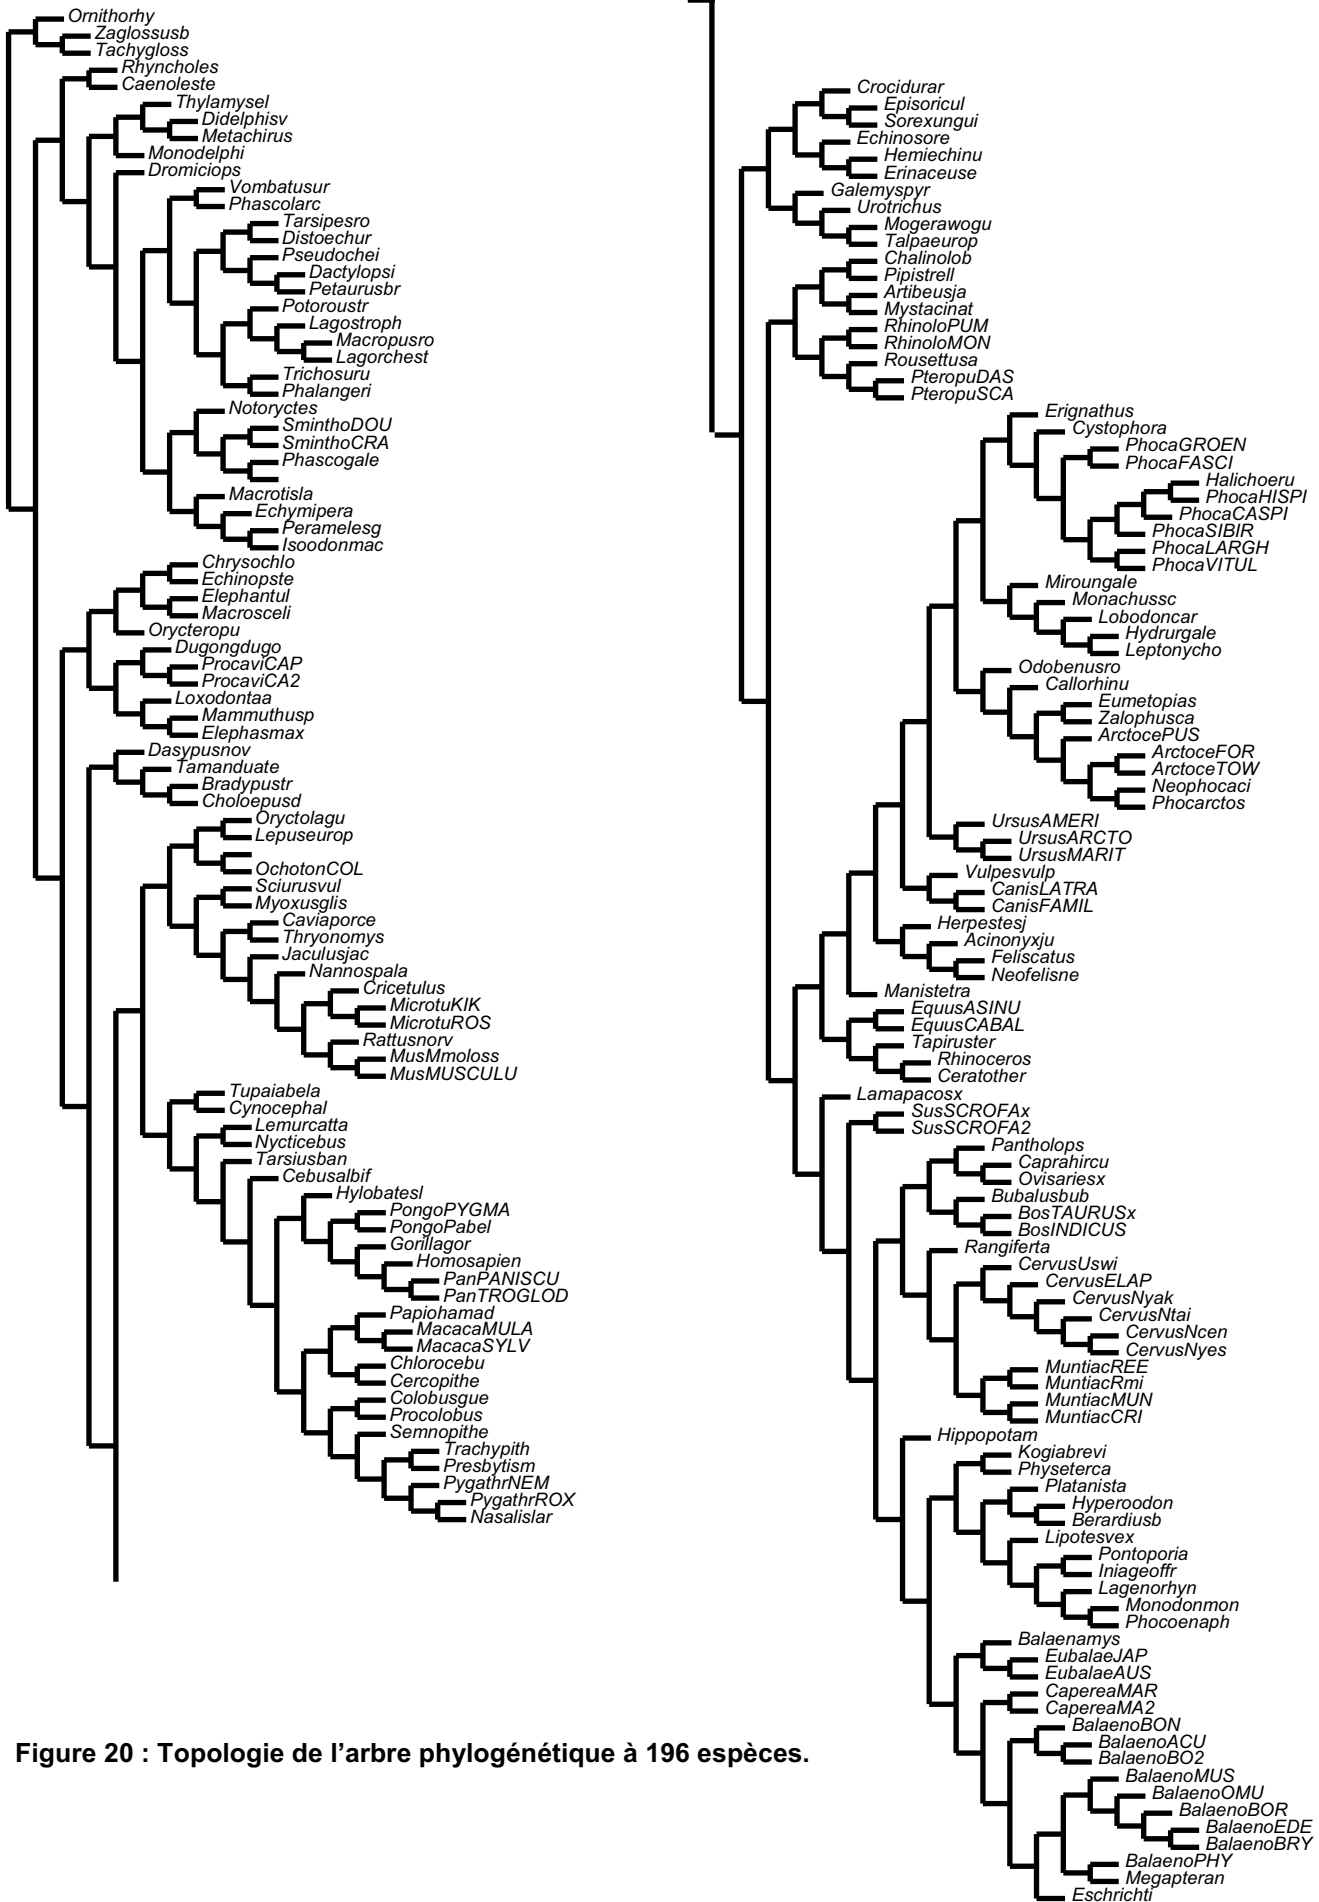 Ornithorhy
Zaglossusb
Tachygloss
Rhyncholes
Caenoleste
Thylamysel
Didelphisv
Metachirus
Monodelphi
Dromiciops
Vombatusur
Phascolarc
Tarsipesro
Distoechur
Pseudochei
Dactylopsi
Petaurusbr
Potoroustr
Lagostroph
Macropusro
Lagorchest
Trichosuru
Phalangeri
Notoryctes
SminthoDOU
SminthoCRA
Phascogale
Macrotisla
Echymipera
Peramelesg
Isoodonmac
Chrysochlo
Echinopste
Elephantul
Macrosceli
Orycteropu
Dugongdugo
ProcaviCAP
ProcaviCA2
Loxodontaa
Mammuthusp
Elephasmax
Dasypusnov
Tamanduate
Bradypustr
Choloepusd
Oryctolagu
Lepuseurop
OchotonCOL
Sciurusvul
Myoxusglis
Caviaporce
Thryonomys
Jaculusjac
Nannospala
Cricetulus
MicrotuKIK
MicrotuROS
Rattusnorv
MusMmoloss
MusMUSCULU
Tupaiabela
Cynocephal
Lemurcatta
Nycticebus
Tarsiusban
Cebusalbif
Hylobatesl
PongoPYGMA
PongoPabel
Gorillagor
Homosapien
PanPANISCU
PanTROGLOD
Papiohamad
MacacaMULA
MacacaSYLV
Chlorocebu
Cercopithe
Colobusgue
Procolobus
Semnopithe
Trachypith
Presbytism
PygathrNEM
PygathrROX
Nasalislar
Crocidurar
Episoricul
Sorexungui
Echinosore
Hemiechinu
Erinaceuse
Galemyspyr
Urotrichus
Mogerawogu
Talpaeurop
Chalinolob
Pipistrell
Artibeusja
Mystacinat
RhinoloPUM
RhinoloMON
Rousettusa
PteropuDAS
PteropuSCA
Erignathus
Cystophora
PhocaGROEN
PhocaFASCI
Halichoeru
PhocaHISPI
PhocaCASPI
PhocaSIBIR
PhocaLARGH
PhocaVITUL
Miroungale
Monachussc
Lobodoncar
Hydrurgale
Leptonycho
Odobenusro
Callorhinu
Eumetopias
Zalophusca
ArctocePUS
ArctoceFOR
ArctoceTOW
Neophocaci
Phocarctos
UrsusAMERI
UrsusARCTO
UrsusMARIT
Vulpesvulp
CanisLATRA
CanisFAMIL
Herpestesj
Acinonyxju
Feliscatus
Neofelisne
Manistetra
EquusASINU
EquusCABAL
Tapiruster
Rhinoceros
Ceratother
Lamapacosx
SusSCROFAx
SusSCROFA2
Pantholops
Caprahircu
Ovisariesx
Bubalusbub
BosTAURUSx
BosINDICUS
Rangiferta
CervusUswi
CervusELAP
CervusNyak
CervusNtai
CervusNcen
CervusNyes
MuntiacREE
MuntiacRmi
MuntiacMUN
MuntiacCRI
Hippopotam
Kogiabrevi
Physeterca
Platanista
Hyperoodon
Berardiusb
Lipotesvex
Pontoporia
Iniageoffr
Lagenorhyn
Monodonmon
Phocoenaph
Balaenamys
EubalaeJAP
EubalaeAUS
CapereaMAR
CapereaMA2
BalaenoBON
BalaenoACU
BalaenoBO2
BalaenoMUS
BalaenoOMU
BalaenoBOR
BalaenoEDE
BalaenoBRY
BalaenoPHY
Megapteran
Eschrichti
Figure 20 : Topologie de l’arbre phylogénétique à 196 espèces.